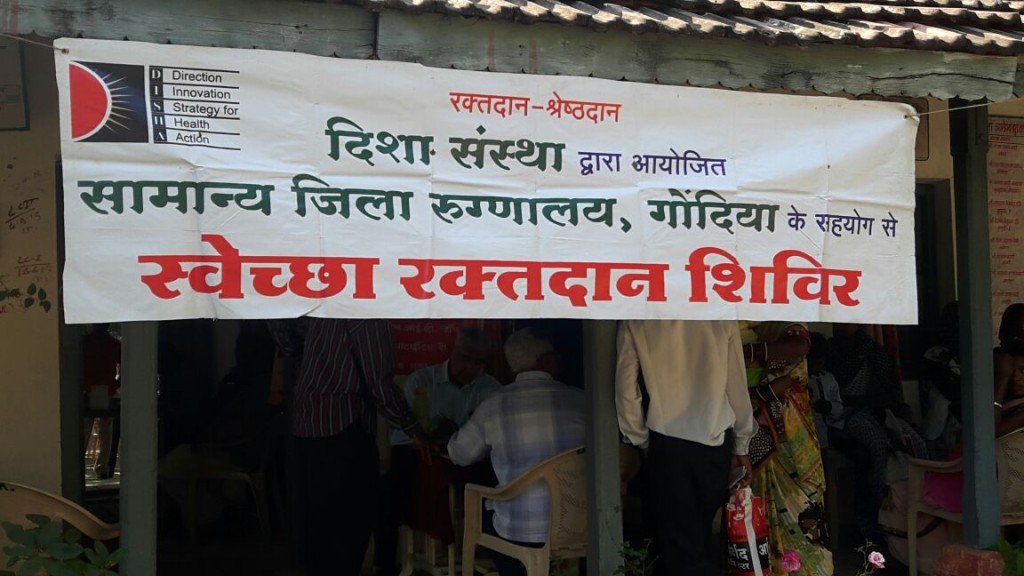 DISHA
Direction
Innovation
Strategy for
Health
Action
रक्तदान-श्रेष्ठदान
दिशा संस्था द्वारा आयोजित
सामान्य जिला रुग्णालय, गोंदिया के सहयोग से
स्वेच्छा रक्तदान शिविर